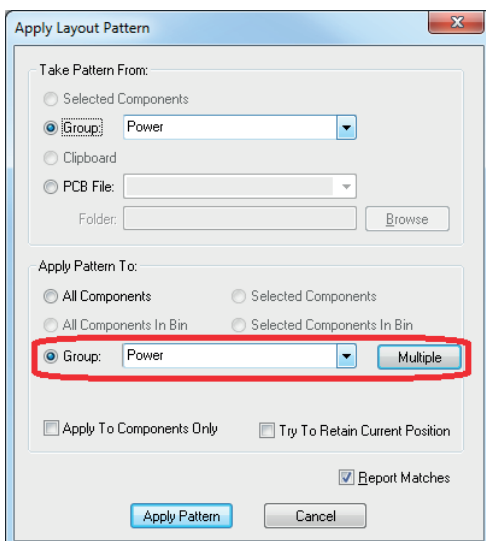 Apply Layout Pattern
Take Pattern From:
Selected Components
Group: Power
Clipboard
PCB File:
Folder: Browse
Apply Pattern To:
All Components Selected Components
All Components In Bin Selected Components In Bin
Group: Power Multiple
Apply To Components Only Try To Retain Current Position
Report Matches
Apply Pattern Cancel